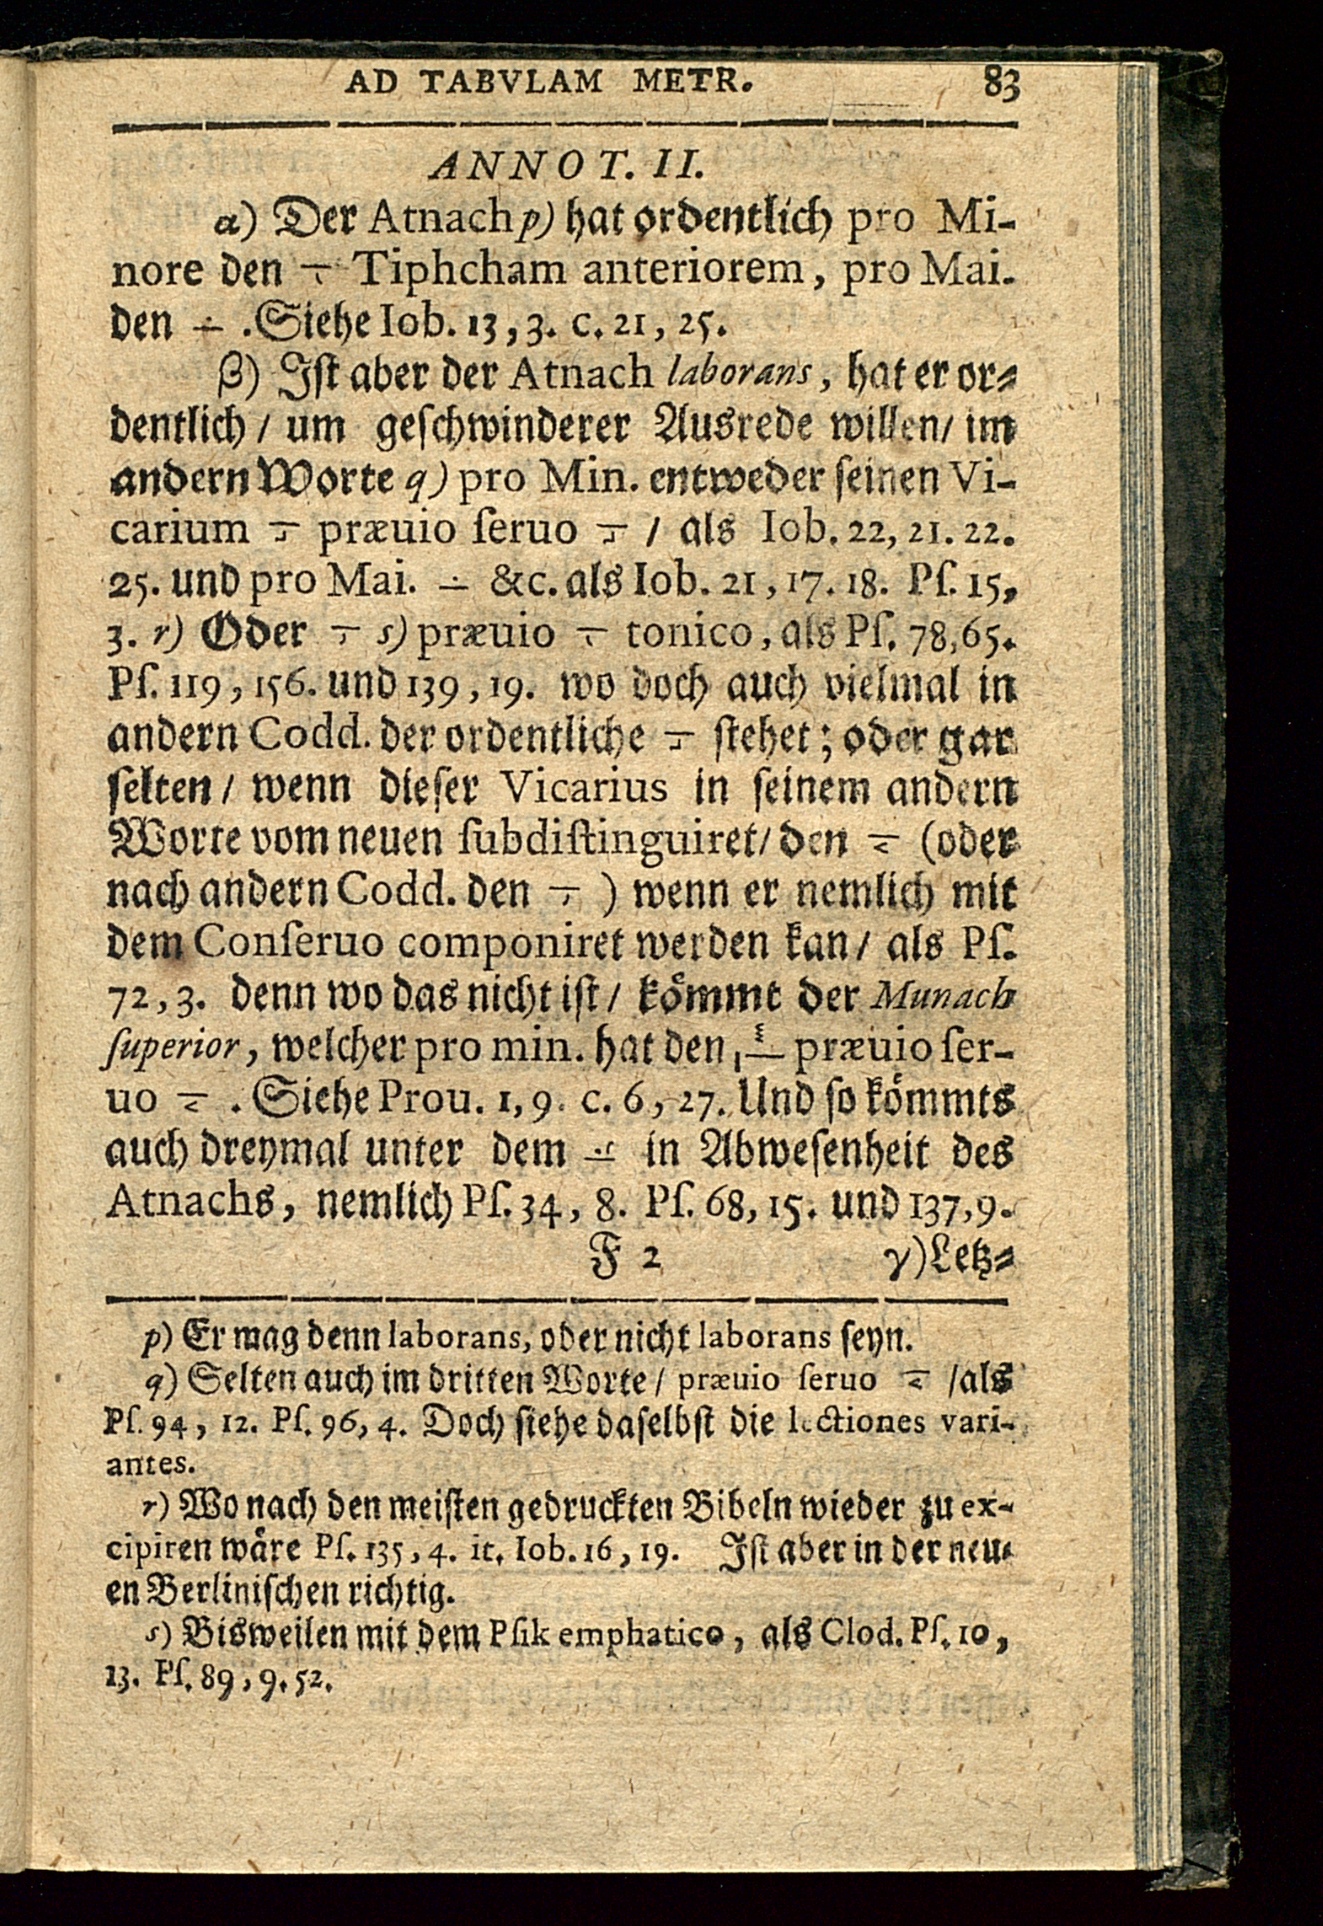 AD TABVLAM METR. 83
ANNOT. II.
α) Der Atnach p) hat ordentlich pro Mi-
nore den Tiphcham anteriorem, pro Mai.
den . Siehe Iob. 13, 3. c. 21, 25.
β) Ist aber der Atnach laborans, hat er or-
dentlich / um geschwinderer Ausrede willen / im
andern Worte q) pro Min. entweder seinen Vi-
carium præuio ſeruo / als Iob. 22, 21. 22.
25. und pro Mai. &c. als Iob. 21, 17. 18. Pſ. 15,
3. r) Oder s) præuio tonico, als Pſ. 78, 65.
Pſ. 119, 156. und 139, 19. wo doch auch vielmal in
andern Codd. der ordentliche stehet; oder gar
selten / wenn dieser Vicarius in seinem andern
Worte vom neuen ſubdiſtinguiret / den (oder
nach andern Codd. den ) wenn er nemlich mit
dem Conſeruo componiret werden kan / als Pſ.
72, 3. denn wo das nicht ist / kömmt der Munach
ſuperior, welcher pro min. hat den præuio ſer-
uo . Siehe Prou. 1, 9. c. 6, 27. Und so kömmts
auch dreymal unter dem in Abwesenheit des
Atnachs, nemlich Pſ. 34, 8. Pſ. 68, 15. und 137, 9.
F 2 γ) Letz-
p) Er mag denn laborans, oder nicht laborans seyn.
q) Selten auch im dritten Worte / præuio ſeruo / als
Pſ. 94, 12. Pſ. 96, 4. Doch siehe daselbst die lectiones vari-
antes.
r) Wo nach den meisten gedruckten Bibeln wieder zu ex-
cipiren wäre Pſ. 135, 4. it. Iob. 16, 19. Ist aber in der neu-
en Berlinischen richtig.
s) Bisweilen mit dem Pſik emphatico, als Clod. Pſ. 10,
13. Pſ. 89, 9. 52.